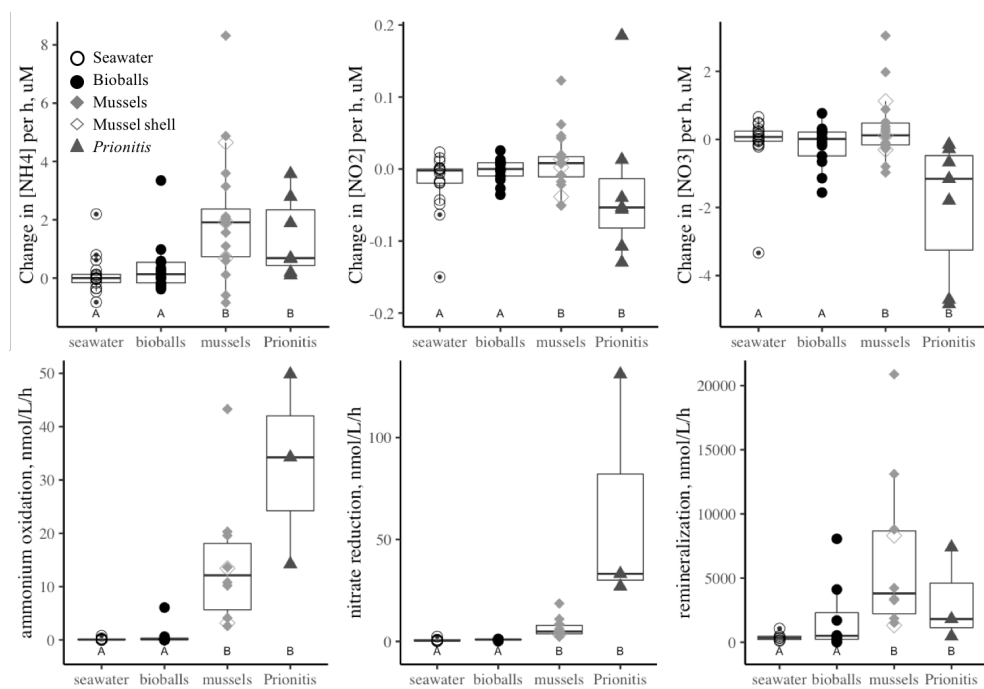 Change in [NH4] per h, uM
8
6
4
2
0
Seawater
Bioballs
Mussels
Mussel shell
Prionitis
A A B B
seawater bioballs mussels Prionitis
Change in [NO2] per h, uM
0.2
0.1
0.0
-0.1
-0.2
A A B B
seawater bioballs mussels Prionitis
Change in [NO3] per h, uM
2
0
-2
-4
A A B B
seawater bioballs mussels Prionitis
ammonium oxidation, nmol/L/h
50
40
30
20
10
0
A A B B
seawater bioballs mussels Prionitis
nitrate reduction, nmol/L/h
100
50
0
A A B B
seawater bioballs mussels Prionitis
remineralization, nmol/L/h
20000
15000
10000
5000
0
A A B B
seawater bioballs mussels Prionitis